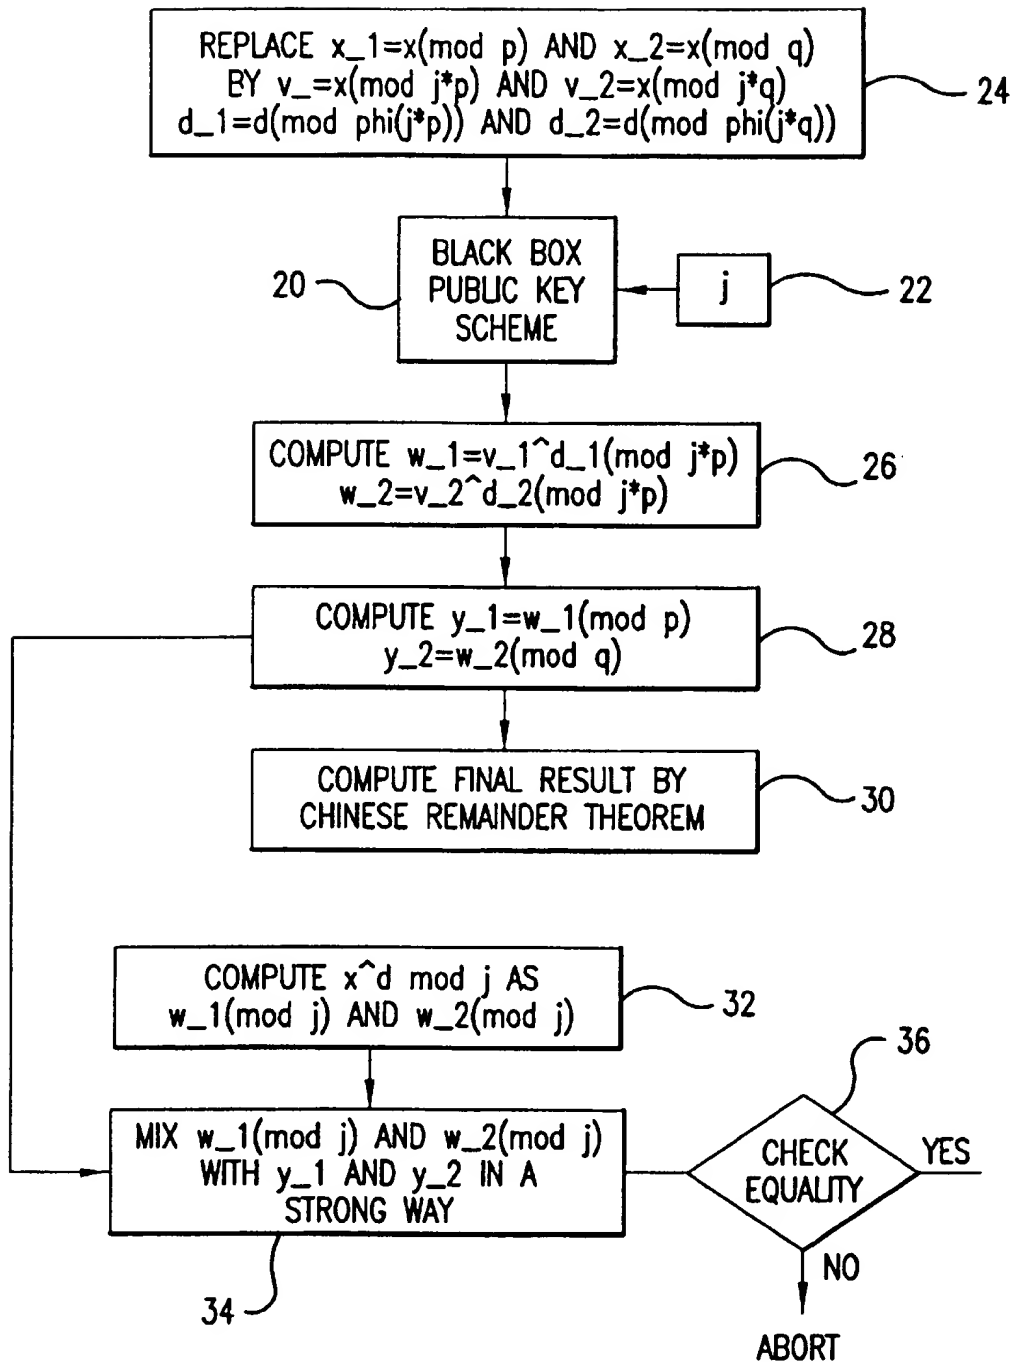 REPLACE x_1=x(mod p) AND x_2=x(mod q)
BY v_=x(mod j*p) AND v_2=x(mod j*q)
d_1=d(mod phi(j*p)) AND d_2=d(mod phi(j*q))
24
BLACK BOX
PUBLIC KEY
SCHEME
20
j
22
COMPUTE w_1=v_1^d_1(mod j*p)
w_2=v_2^d_2(mod j*p)
26
COMPUTE y_1=w_1(mod p)
y_2=w_2(mod q)
28
COMPUTE FINAL RESULT BY
CHINESE REMAINDER THEOREM
30
COMPUTE x^d mod j AS
w_1(mod j) AND w_2(mod j)
32
MIX w_1(mod j) AND w_2(mod j)
WITH y_1 AND y_2 IN A
STRONG WAY
34
36
CHECK
EQUALITY
YES
NO
ABORT